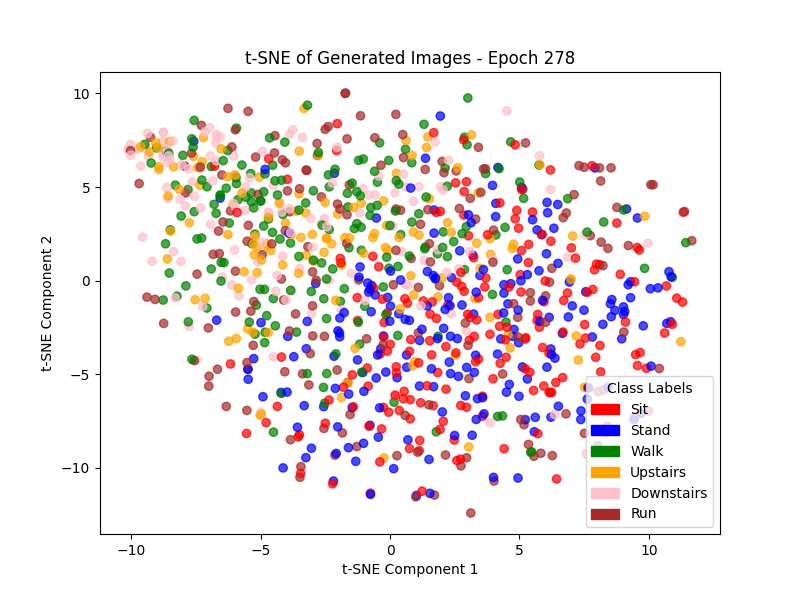 t-SNE of Generated Images - Epoch 278
t-SNE Component 2
10
5
0
−5
−10
−10
−5
0
5
10
t-SNE Component 1
Class Labels
Sit
Stand
Walk
Upstairs
Downstairs
Run